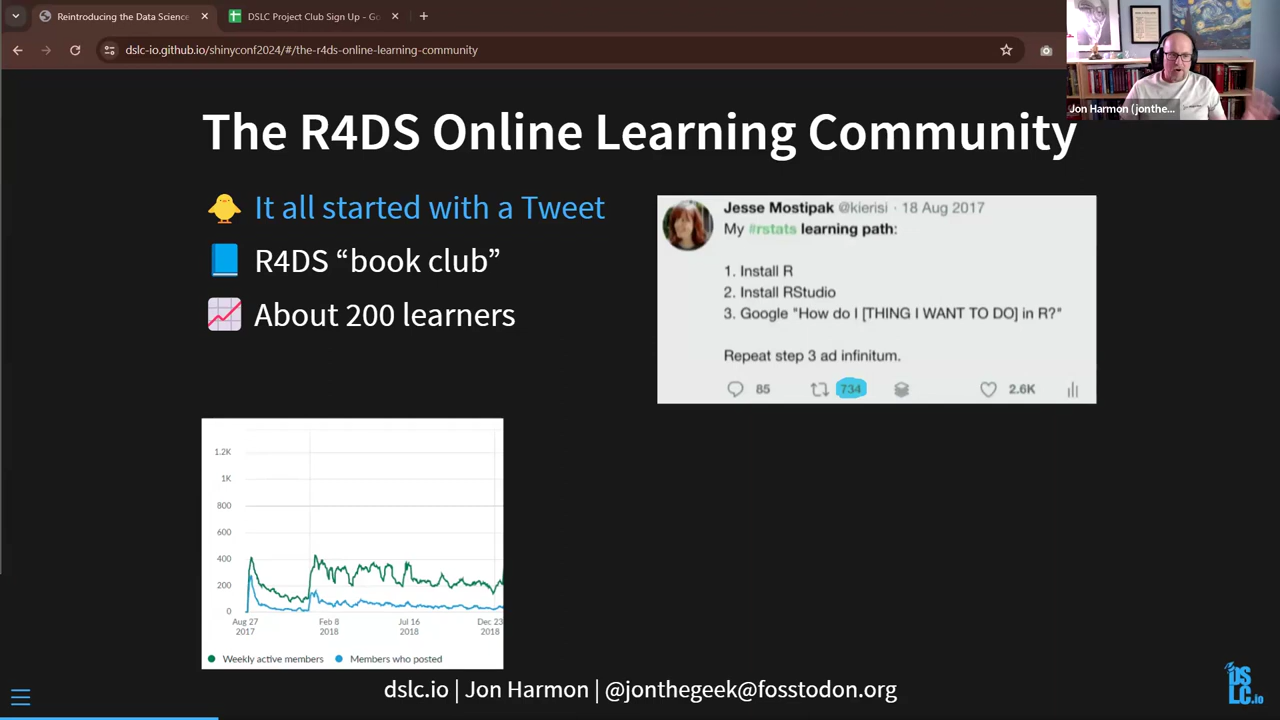 Reintroducing the Data Science
DSLC Project Club Sign Up - Go
dslc-io.github.io/shinyconf2024/#/the-r4ds-online-learning-community
Jon Harmon (jonthe...
The R4DS Online Learning Community
It all started with a Tweet
R4DS “book club”
About 200 learners
Jesse Mostipak @kierisi · 18 Aug 2017
My #rstats learning path:
1. Install R
2. Install RStudio
3. Google "How do I [THING I WANT TO DO] in R?"
Repeat step 3 ad infinitum.
85 734 2.6K
1.2K
1K
800
600
400
200
0
Aug 27 Feb 8 Jul 16 Dec 23
2017 2018 2018 2018
Weekly active members Members who posted
dslc.io | Jon Harmon | @jonthegeek@fosstodon.org
DS
LC.io